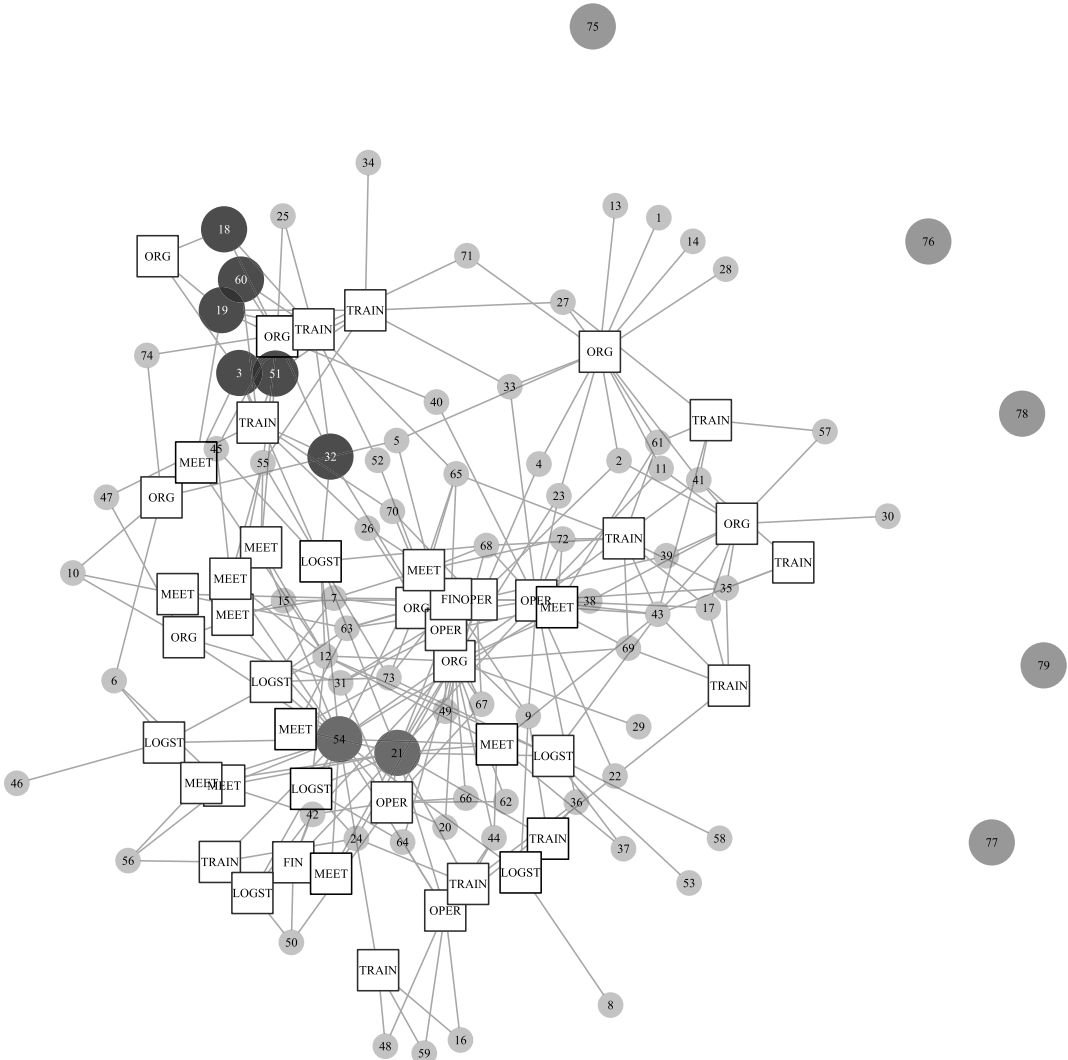 75
34
13
1
25
18
14
76
ORG
71
28
60
27
19
TRAIN
TRAIN
ORG
ORG
74
3
51
33
40
78
TRAIN
TRAIN
57
5
61
45
32
52
MEET
55
4
2
11
65
41
47
ORG
23
70
30
ORG
26
72
TRAIN
68
MEET
39
LOGST
TRAIN
MEET
10
MEET
35
MEET
15
7
FIN
OPER
OPER
38
MEET
ORG
17
MEET
43
63
OPER
ORG
69
12
ORG
79
73
6
LOGST
31
TRAIN
67
49
9
29
MEET
54
LOGST
MEET
21
LOGST
22
46
MEET
MEET
LOGST
66
62
36
OPER
42
20
24
44
TRAIN
58
64
77
37
56
TRAIN
FIN
MEET
LOGST
TRAIN
53
LOGST
OPER
50
TRAIN
8
16
48
59